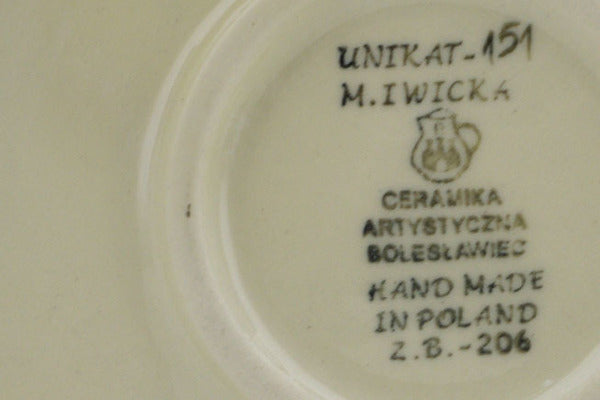 UNIKAT-151
M.IWICKA
CERAMIKA
ARTYSTYCZNA
BOLESŁAWIEC
HAND MADE
IN POLAND
Z.B.-206